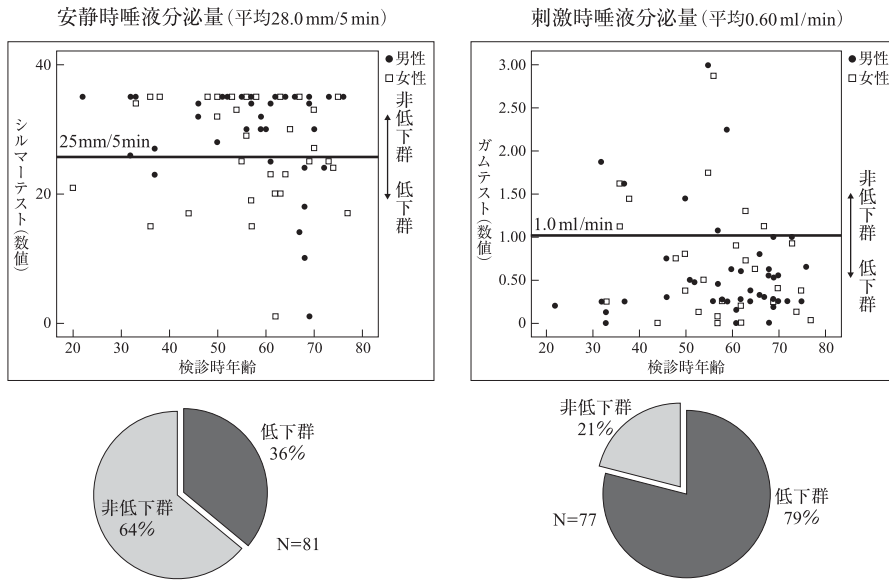 安静時唾液分泌量（平均28.0 mm/5 min）
●男性
□女性
シルマーテスト（数値）
40
20
0
25mm/5min
非低下群
低下群
20 30 40 50 60 70 80
検診時年齢
低下群
36%
非低下群
64%
N=81
刺激時唾液分泌量（平均0.60 ml/min）
●男性
□女性
ガムテスト（数値）
3.00
2.50
2.00
1.50
1.00
0.50
0
1.0 ml/min
非低下群
低下群
20 30 40 50 60 70 80
検診時年齢
非低下群
21%
低下群
79%
N=77